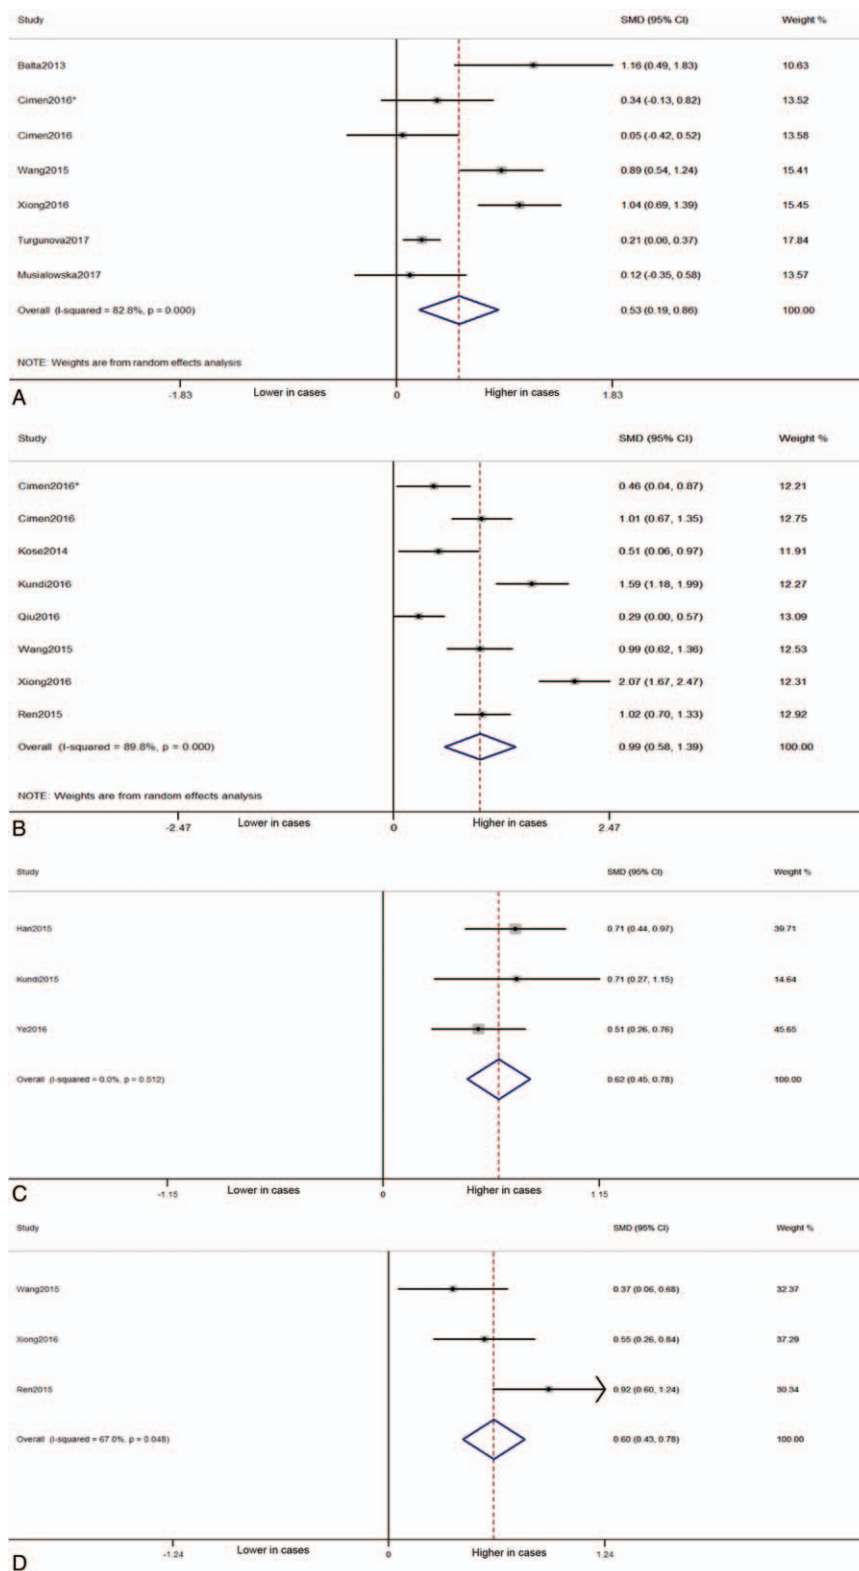 Study SMD (95% CI) Weight %
Balta2013 1.16 (0.49, 1.83) 10.63
Cimen2016* 0.34 (-0.13, 0.82) 13.52
Cimen2016 0.05 (-0.42, 0.52) 13.58
Wang2015 0.89 (0.54, 1.24) 15.41
Xiong2016 1.04 (0.69, 1.39) 15.45
Turgunova2017 0.21 (0.06, 0.37) 17.84
Musialowska2017 0.12 (-0.35, 0.58) 13.57
Overall (I-squared = 82.8%, p = 0.000) 0.53 (0.19, 0.86) 100.00
NOTE: Weights are from random effects analysis
-1.83 Lower in cases 0 Higher in cases 1.83
A
Study SMD (95% CI) Weight %
Cimen2016* 0.46 (0.04, 0.87) 12.21
Cimen2016 1.01 (0.67, 1.35) 12.75
Kose2014 0.51 (0.06, 0.97) 11.91
Kundi2016 1.59 (1.18, 1.99) 12.27
Qiu2016 0.29 (0.00, 0.57) 13.09
Wang2015 0.99 (0.62, 1.36) 12.53
Xiong2016 2.07 (1.67, 2.47) 12.31
Ren2015 1.02 (0.70, 1.33) 12.92
Overall (I-squared = 89.8%, p = 0.000) 0.99 (0.58, 1.39) 100.00
NOTE: Weights are from random effects analysis
-2.47 Lower in cases 0 Higher in cases 2.47
B
Study SMD (95% CI) Weight %
Han2015 0.71 (0.44, 0.97) 39.71
Kundi2015 0.71 (0.27, 1.15) 14.64
Ye2016 0.51 (0.26, 0.76) 45.65
Overall (I-squared = 0.0%, p = 0.512) 0.62 (0.45, 0.78) 100.00
-1.15 Lower in cases 0 Higher in cases 1.15
C
Study SMD (95% CI) Weight %
Wang2015 0.37 (0.06, 0.68) 32.37
Xiong2016 0.55 (0.26, 0.84) 37.29
Ren2015 0.92 (0.60, 1.24) 30.34
Overall (I-squared = 67.0%, p = 0.048) 0.60 (0.43, 0.78) 100.00
-1.24 Lower in cases 0 Higher in cases 1.24
D